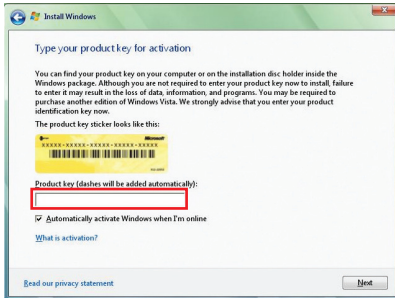 Install Windows
Type your product key for activation
You can find your product key on your computer or on the installation disc holder inside the
Windows package. Although you are not required to enter your product key now to install, failure
to enter it may result in the loss of data, information, and programs. You may be required to
purchase another edition of Windows Vista. We strongly advise that you enter your product
identification key now.
The product key sticker looks like this:
Microsoft
XXXXX-XXXXX-XXXXX-XXXXX-XXXXX
Product key (dashes will be added automatically):
Automatically activate Windows when I'm online
What is activation?
Read our privacy statement
Next